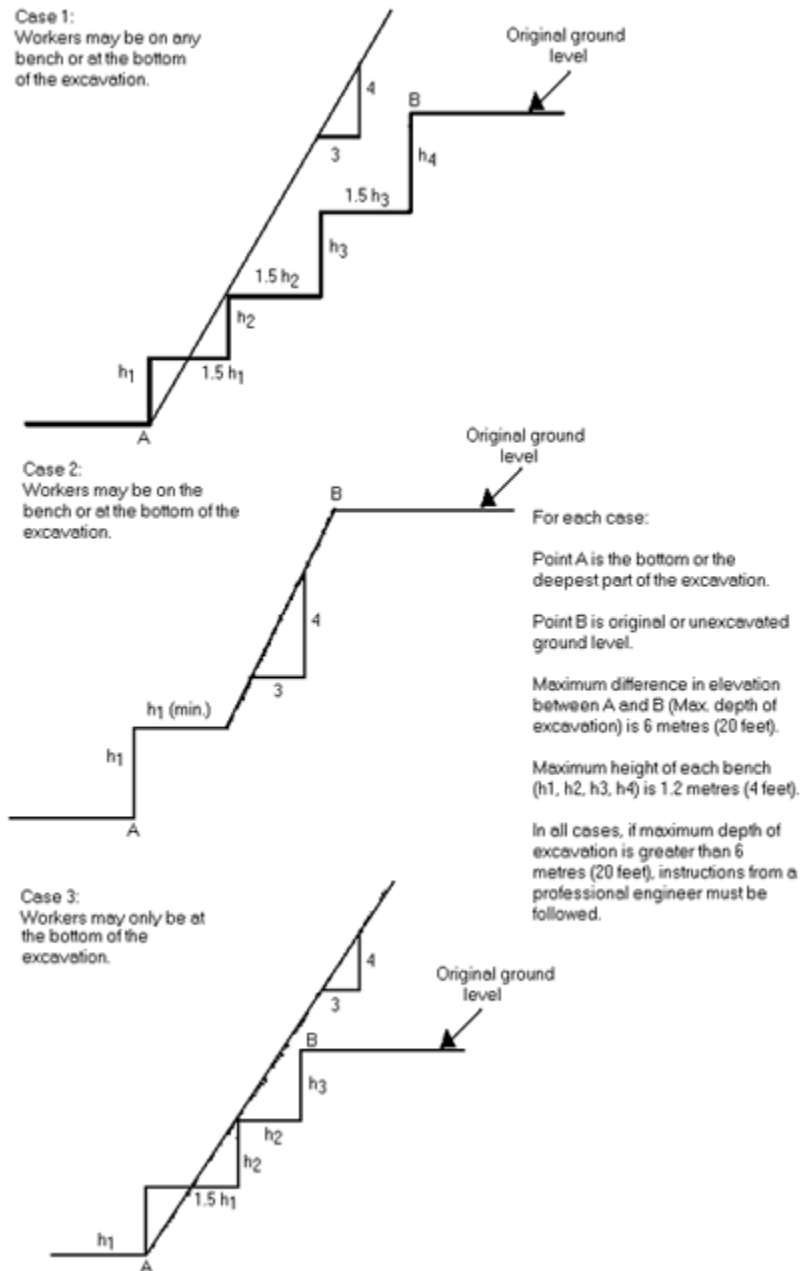 Case 1:
Workers may be on any
bench or at the bottom
of the excavation.
Original ground
level
4
3
B
h4
1.5 h3
h3
1.5 h2
h2
h1
1.5 h1
A
Original ground
level
Case 2:
Workers may be on the
bench or at the bottom of the
excavation.
B
4
3
h1 (min.)
h1
A
For each case:
Point A is the bottom or the
deepest part of the excavation.
Point B is original or unexcavated
ground level.
Maximum difference in elevation
between A and B (Max. depth of
excavation) is 6 metres (20 feet).
Maximum height of each bench
(h1, h2, h3, h4) is 1.2 metres (4 feet).
In all cases, if maximum depth of
excavation is greater than 6
metres (20 feet), instructions from a
professional engineer must be
followed.
Case 3:
Workers may only be at
the bottom of the
excavation.
4
3
Original ground
level
B
h3
h2
h2
1.5 h1
h1
A